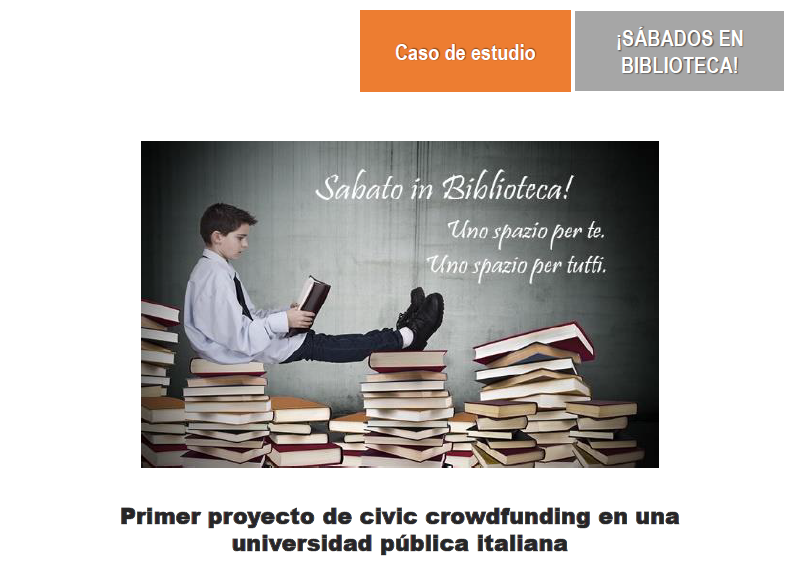 Caso de estudio
¡SÁBADOS EN
BIBLIOTECA!
Sabato in Biblioteca!
Uno spazio per te.
Uno spazio per tutti.
Primer proyecto de civic crowdfunding en una
universidad pública italiana